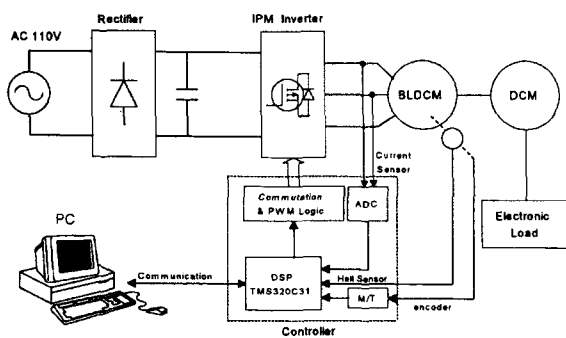 Rectifier
IPM Inverter
AC 110V
BLDCM
DCM
Current
Sensor
Commutation
& PWM Logic
ADC
Electronic
Load
PC
DSP
TMS320C31
Communication
Hall Sensor
M/T
encoder
Controller